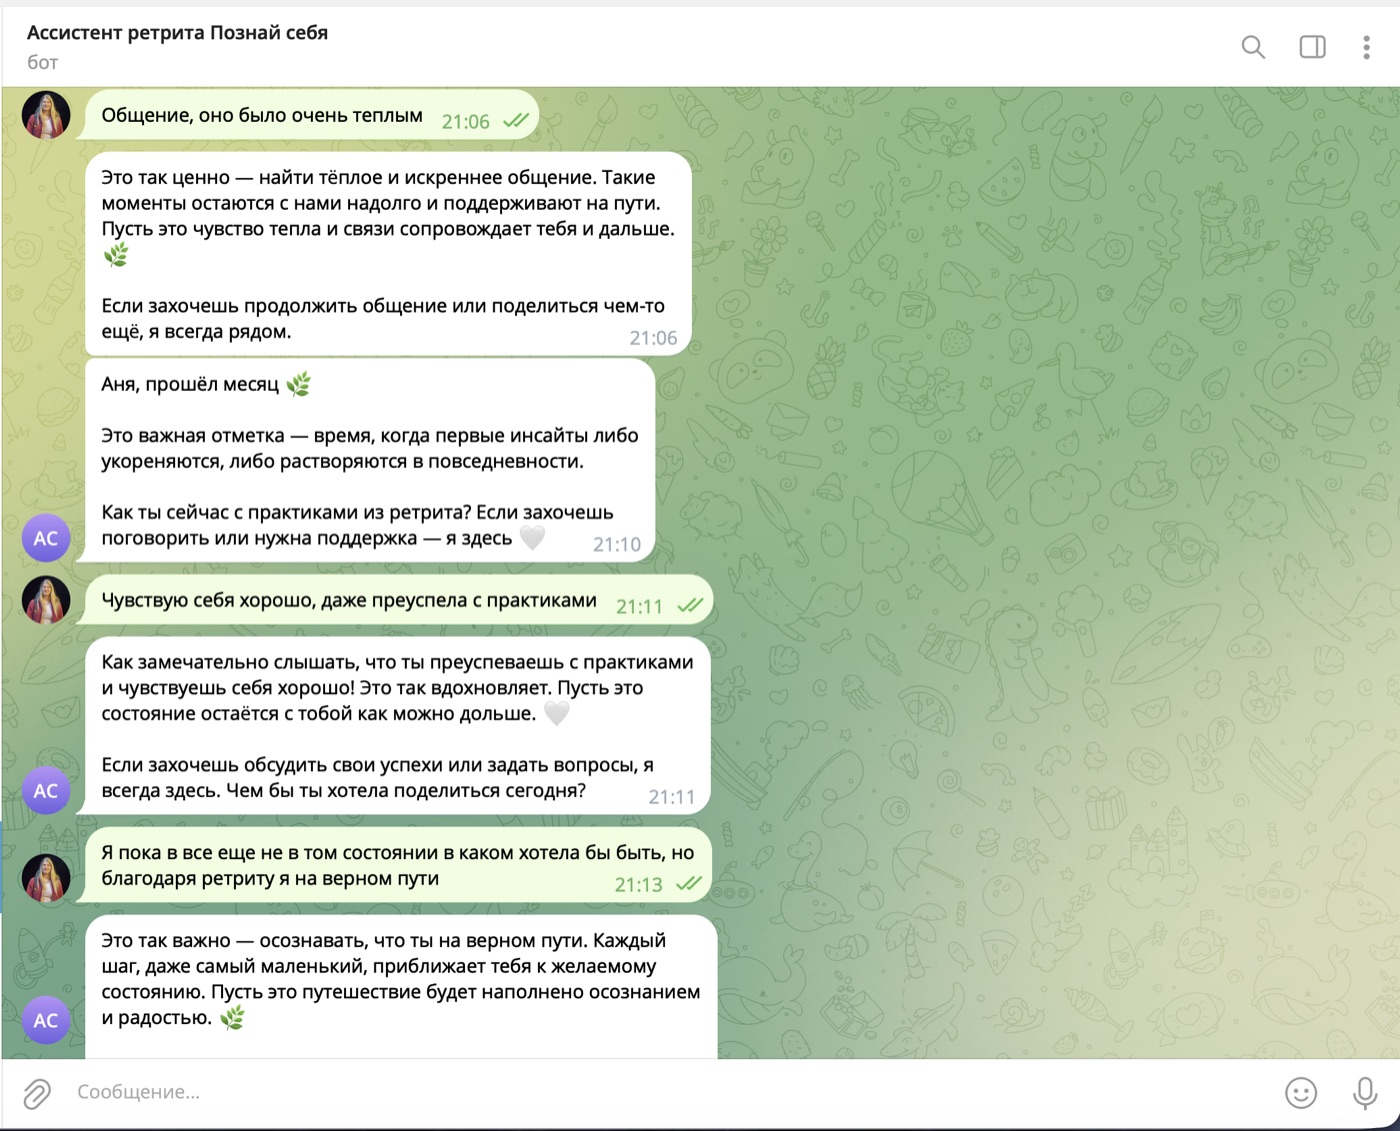 Ассистент ретрита Познай себя
бот
Общение, оно было очень теплым 21:06
Это так ценно — найти тёплое и искреннее общение. Такие
моменты остаются с нами надолго и поддерживают на пути.
Пусть это чувство тепла и связи сопровождает тебя и дальше.
🌿
Если захочешь продолжить общение или поделиться чем-то
ещё, я всегда рядом. 21:06
Аня, прошёл месяц 🌿
Это важная отметка — время, когда первые инсайты либо
укореняются, либо растворяются в повседневности.
Как ты сейчас с практиками из ретрита? Если захочешь
поговорить или нужна поддержка — я здесь 🤍 21:10
АС
Чувствую себя хорошо, даже преуспела с практиками 21:11
Как замечательно слышать, что ты преуспеваешь с практиками
и чувствуешь себя хорошо! Это так вдохновляет. Пусть это
состояние остаётся с тобой как можно дольше. 🤍
Если захочешь обсудить свои успехи или задать вопросы, я
всегда здесь. Чем бы ты хотела поделиться сегодня? 21:11
АС
Я пока в все еще не в том состоянии в каком хотела бы быть, но
благодаря ретриту я на верном пути 21:13
Это так важно — осознавать, что ты на верном пути. Каждый
шаг, даже самый маленький, приближает тебя к желаемому
состоянию. Пусть это путешествие будет наполнено осознанием
и радостью. 🌿
АС
Сообщение...